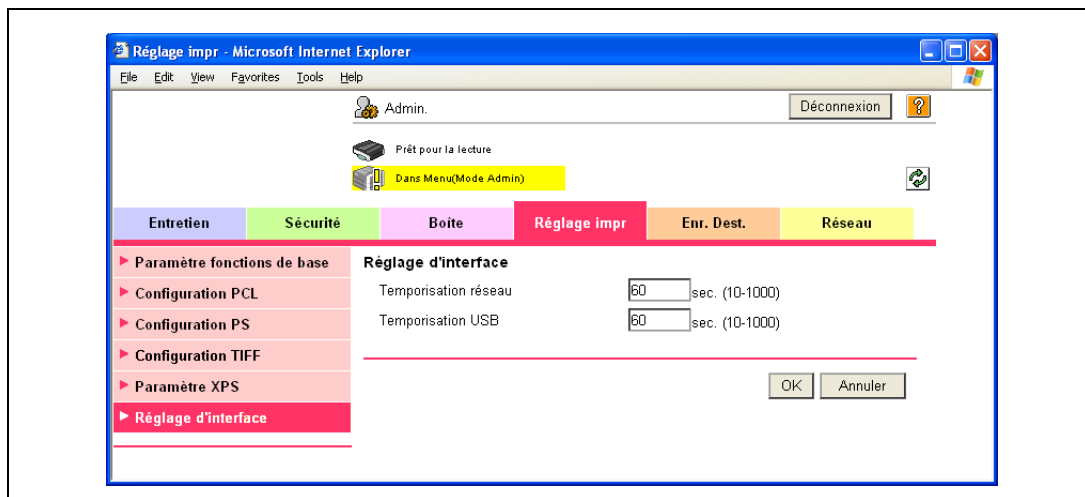 Réglage impr - Microsoft Internet Explorer
File Edit View Favorites Tools Help
Admin. Déconnexion ?
Prêt pour la lecture
Dans Menu(Mode Admin)
Entretien Sécurité Boîte Réglage impr Enr. Dest. Réseau
Paramètre fonctions de base
Configuration PCL
Configuration PS
Configuration TIFF
Paramètre XPS
Réglage d'interface
Réglage d'interface
Temporisation réseau 60 sec. (10-1000)
Temporisation USB 60 sec. (10-1000)
OK Annuler